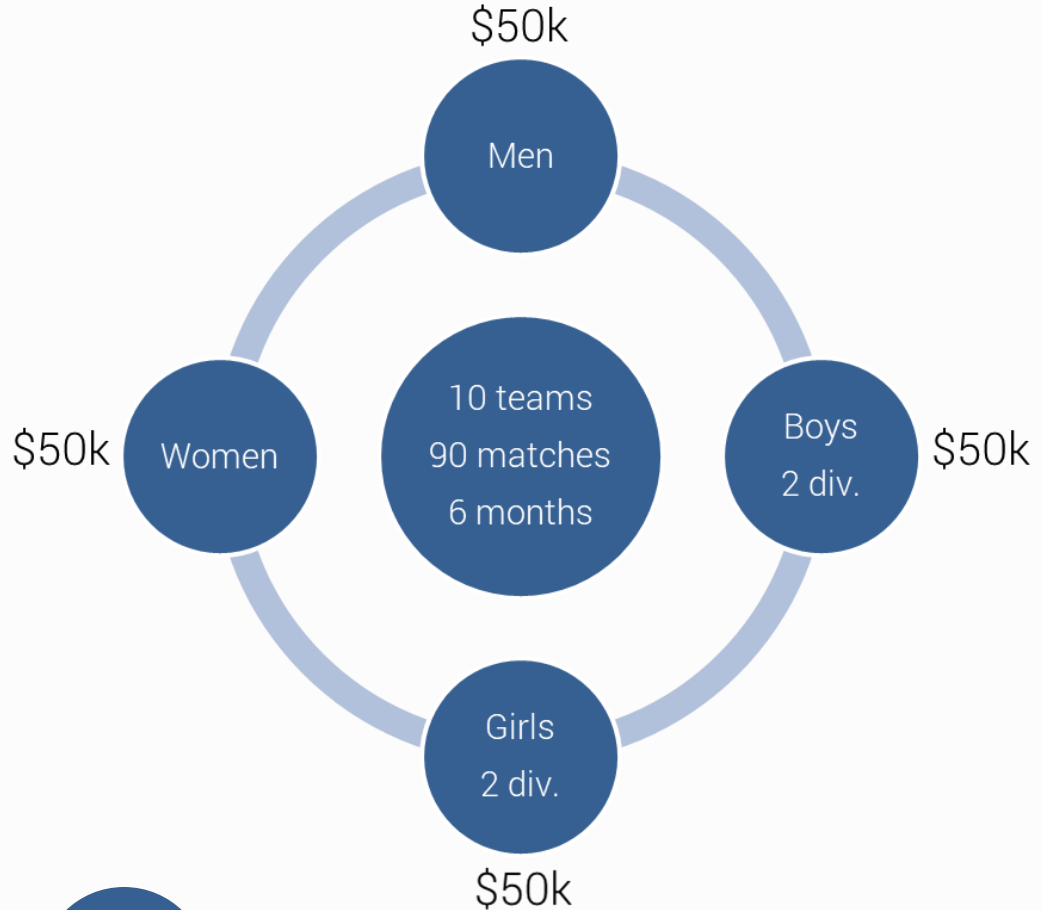 $50k
Men
10 teams
90 matches
6 months
Women
$50k
Boys
2 div.
$50k
Girls
2 div.
$50k